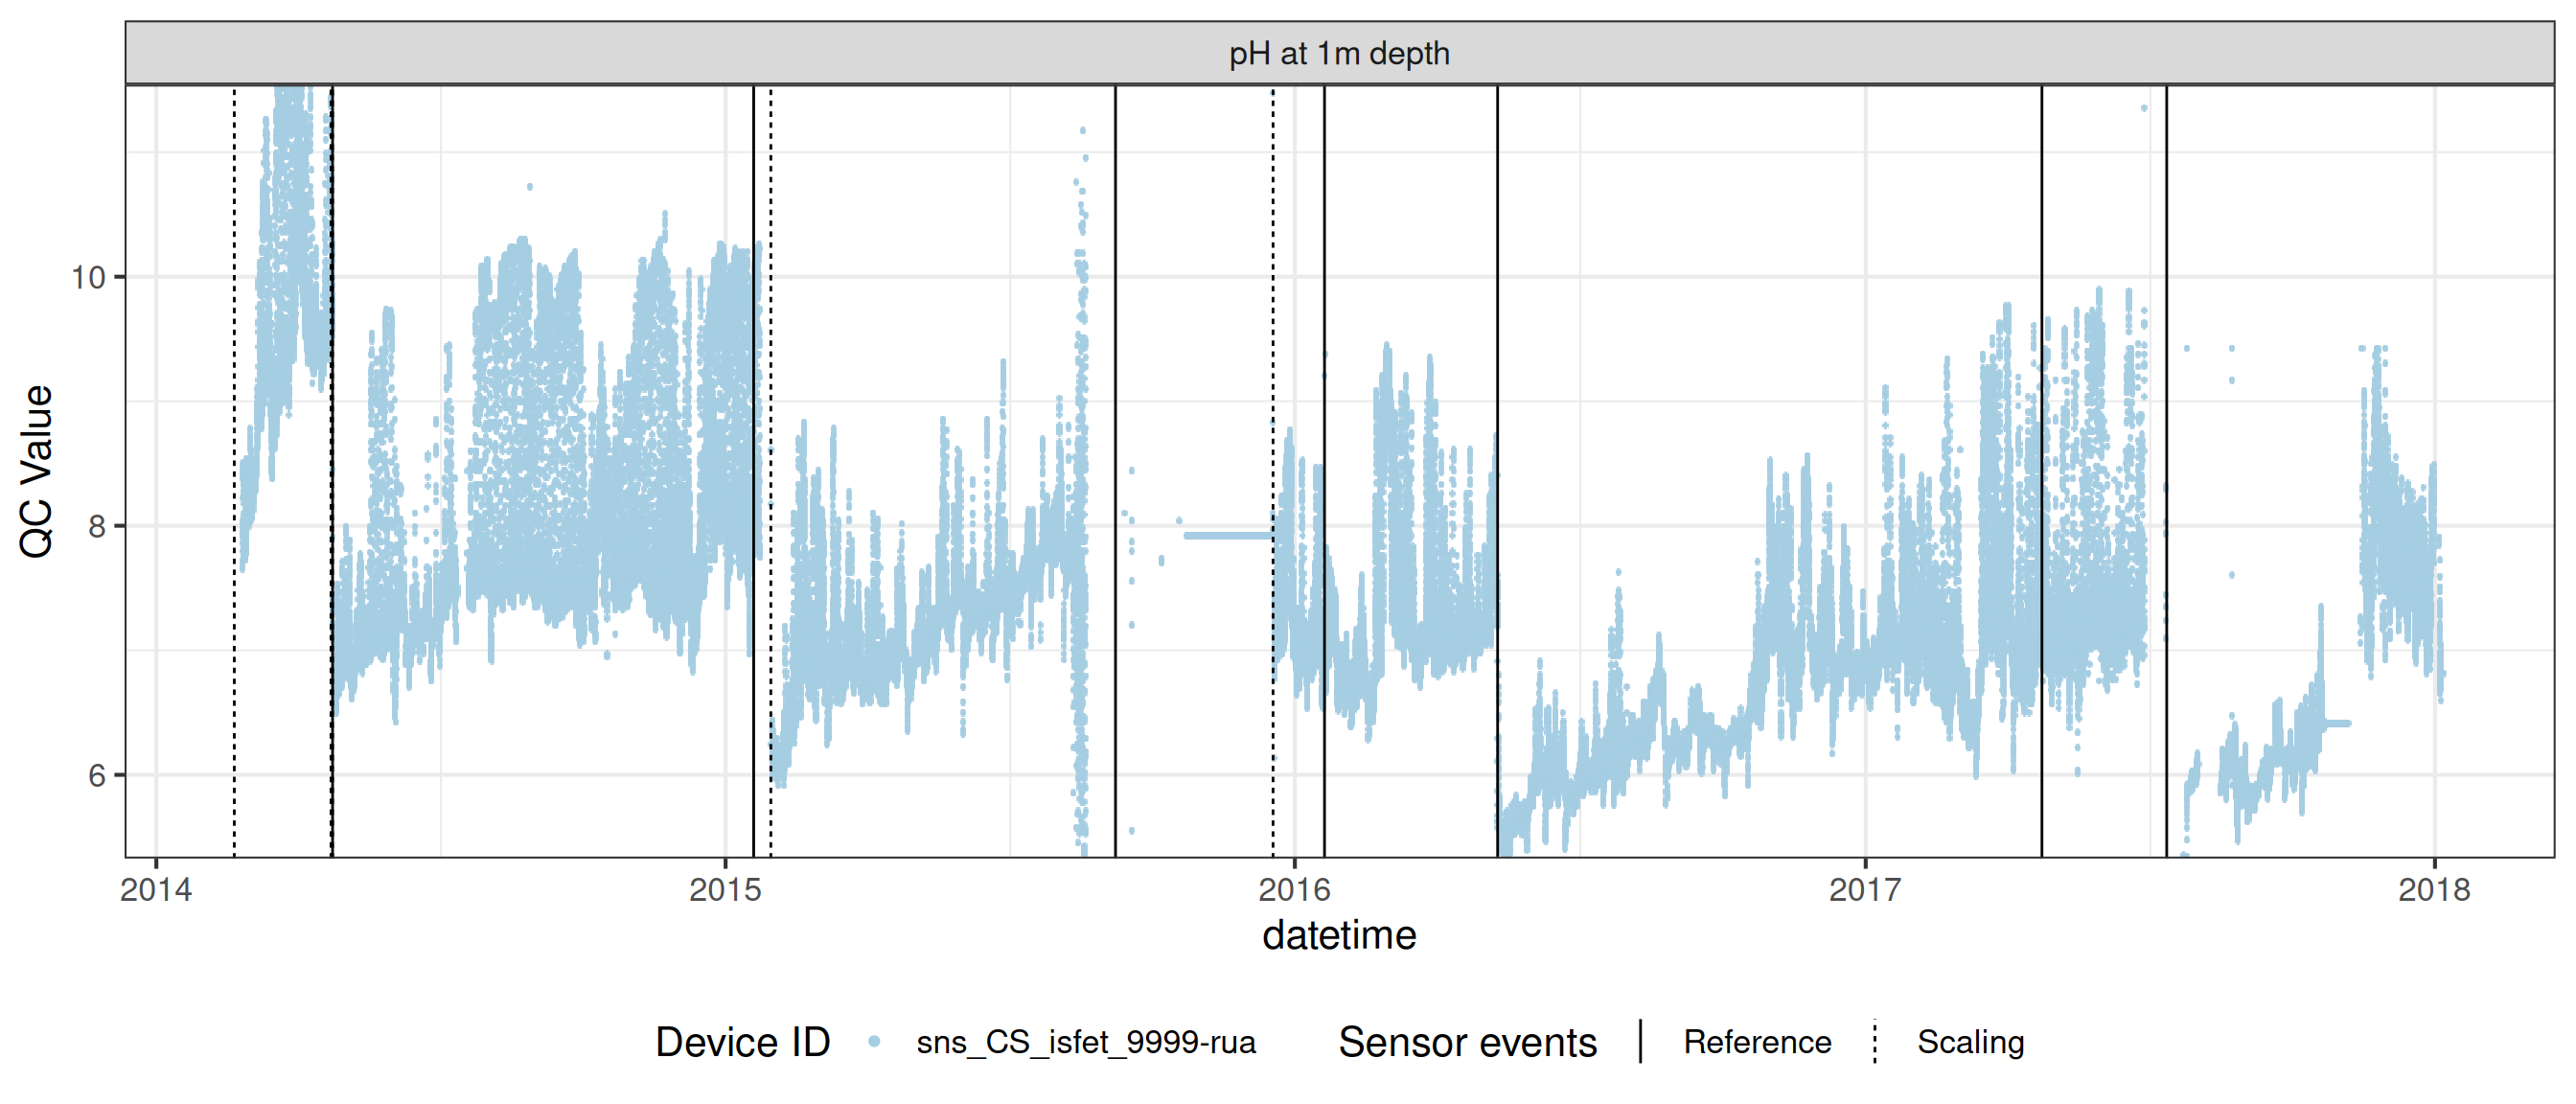 pH at 1m depth
QC Value
10
8
6
2014 2015 2016 2017 2018
datetime
Device ID sns_CS_isfet_9999-rua Sensor events Reference Scaling